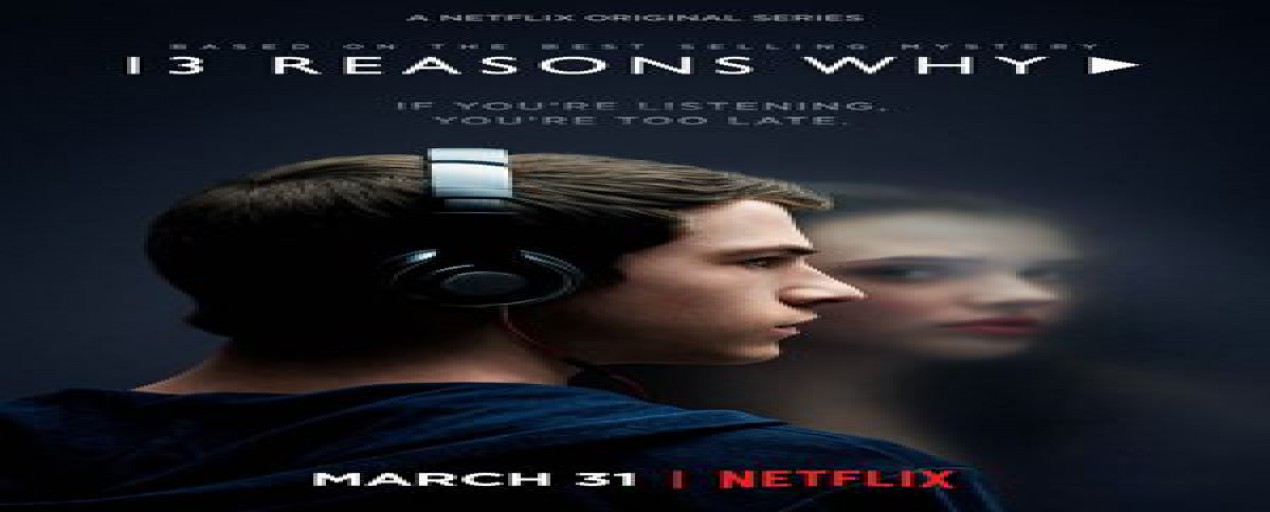 A NETFLIX ORIGINAL SERIES
BASED ON THE BEST SELLING MYSTERY
13 REASONS WHY
IF YOU'RE LISTENING,
YOU'RE TOO LATE.
MARCH 31 | NETFLIX